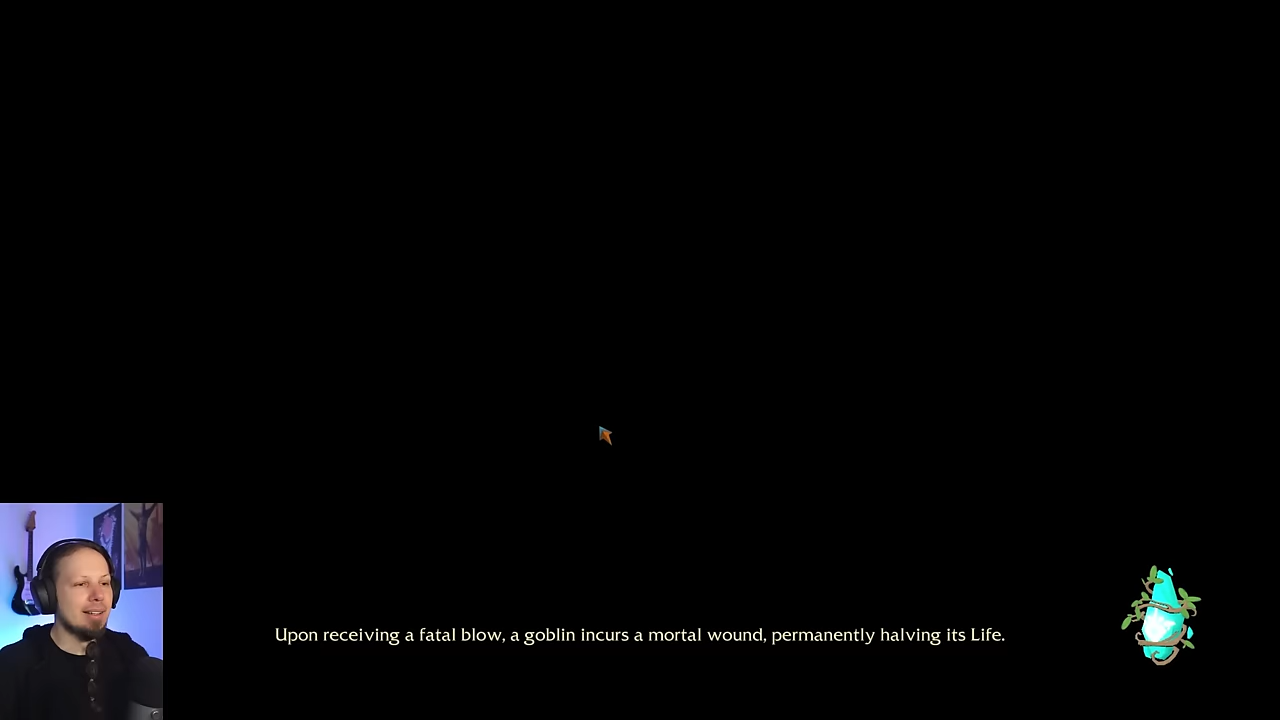 Upon receiving a fatal blow, a goblin incurs a mortal wound, permanently halving its Life.